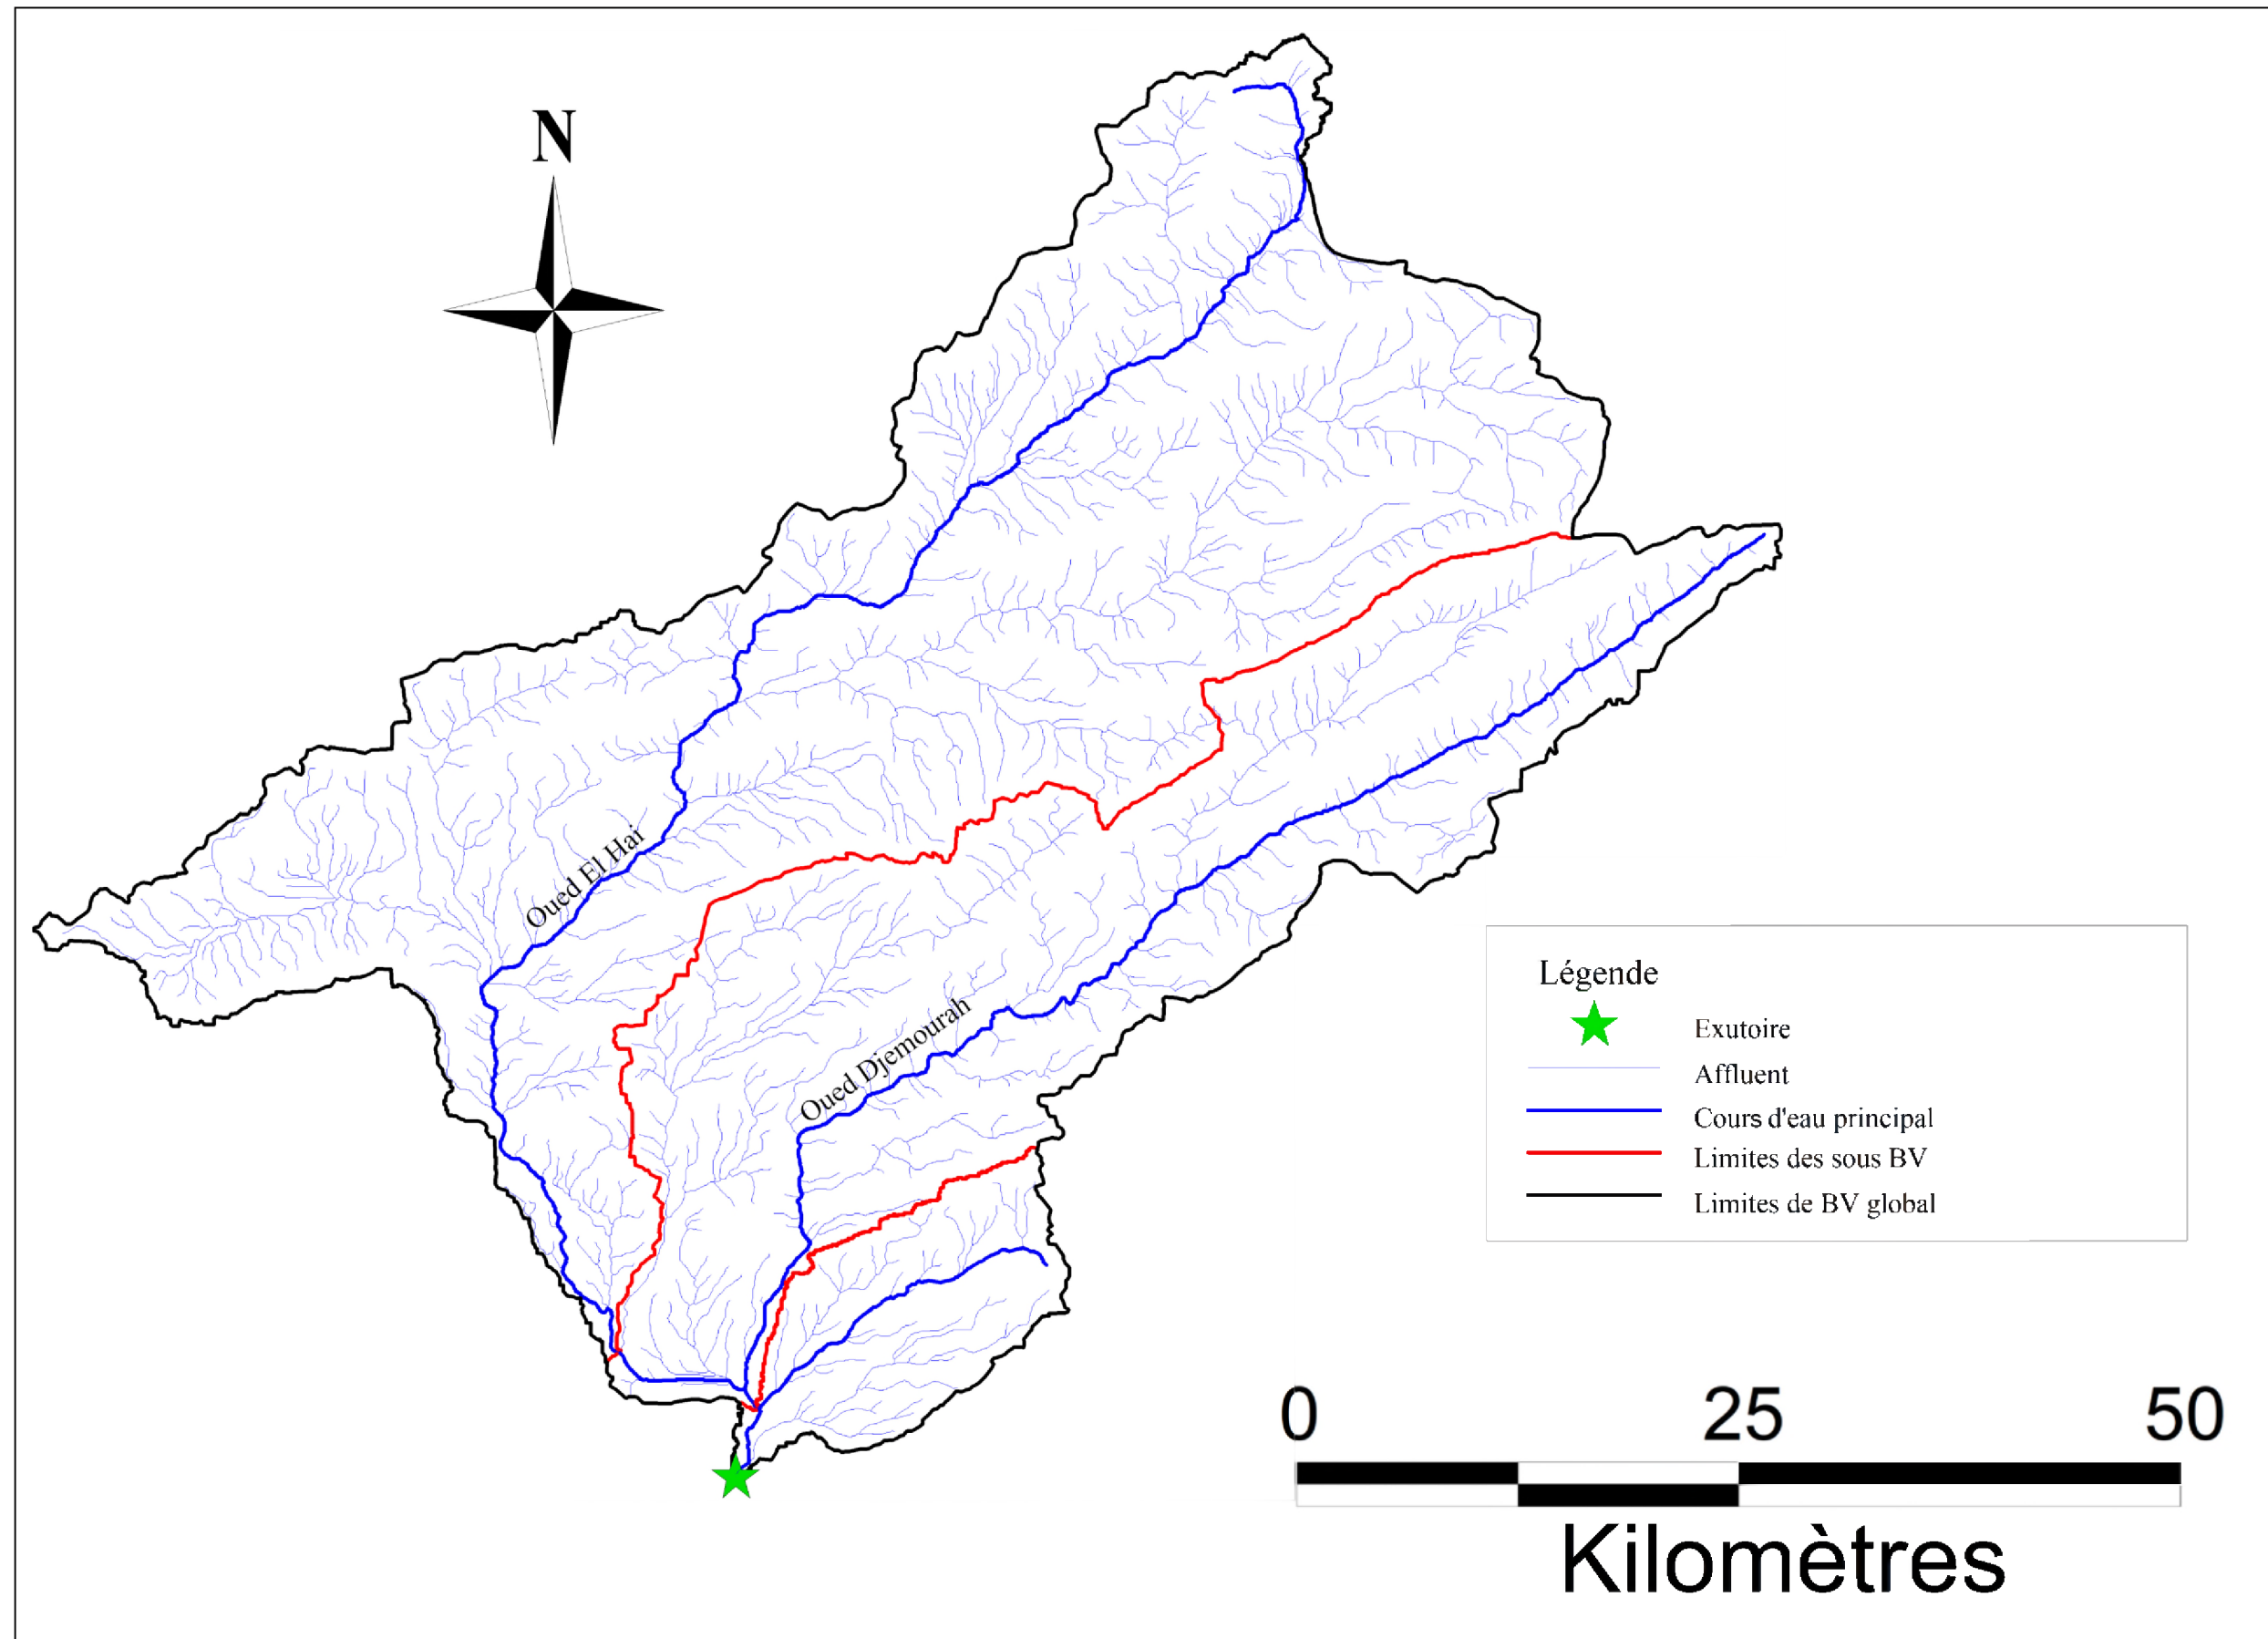 N
Oued El Hai
Oued Djemourah
Légende
Exutoire
Affluent
Cours d'eau principal
Limites des sous BV
Limites de BV global
0 25 50
Kilomètres